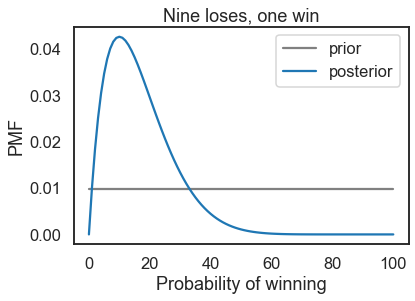 Nine loses, one win
prior
posterior
0.04
0.03
0.02
0.01
0.00
PMF
0
20
40
60
80
100
Probability of winning